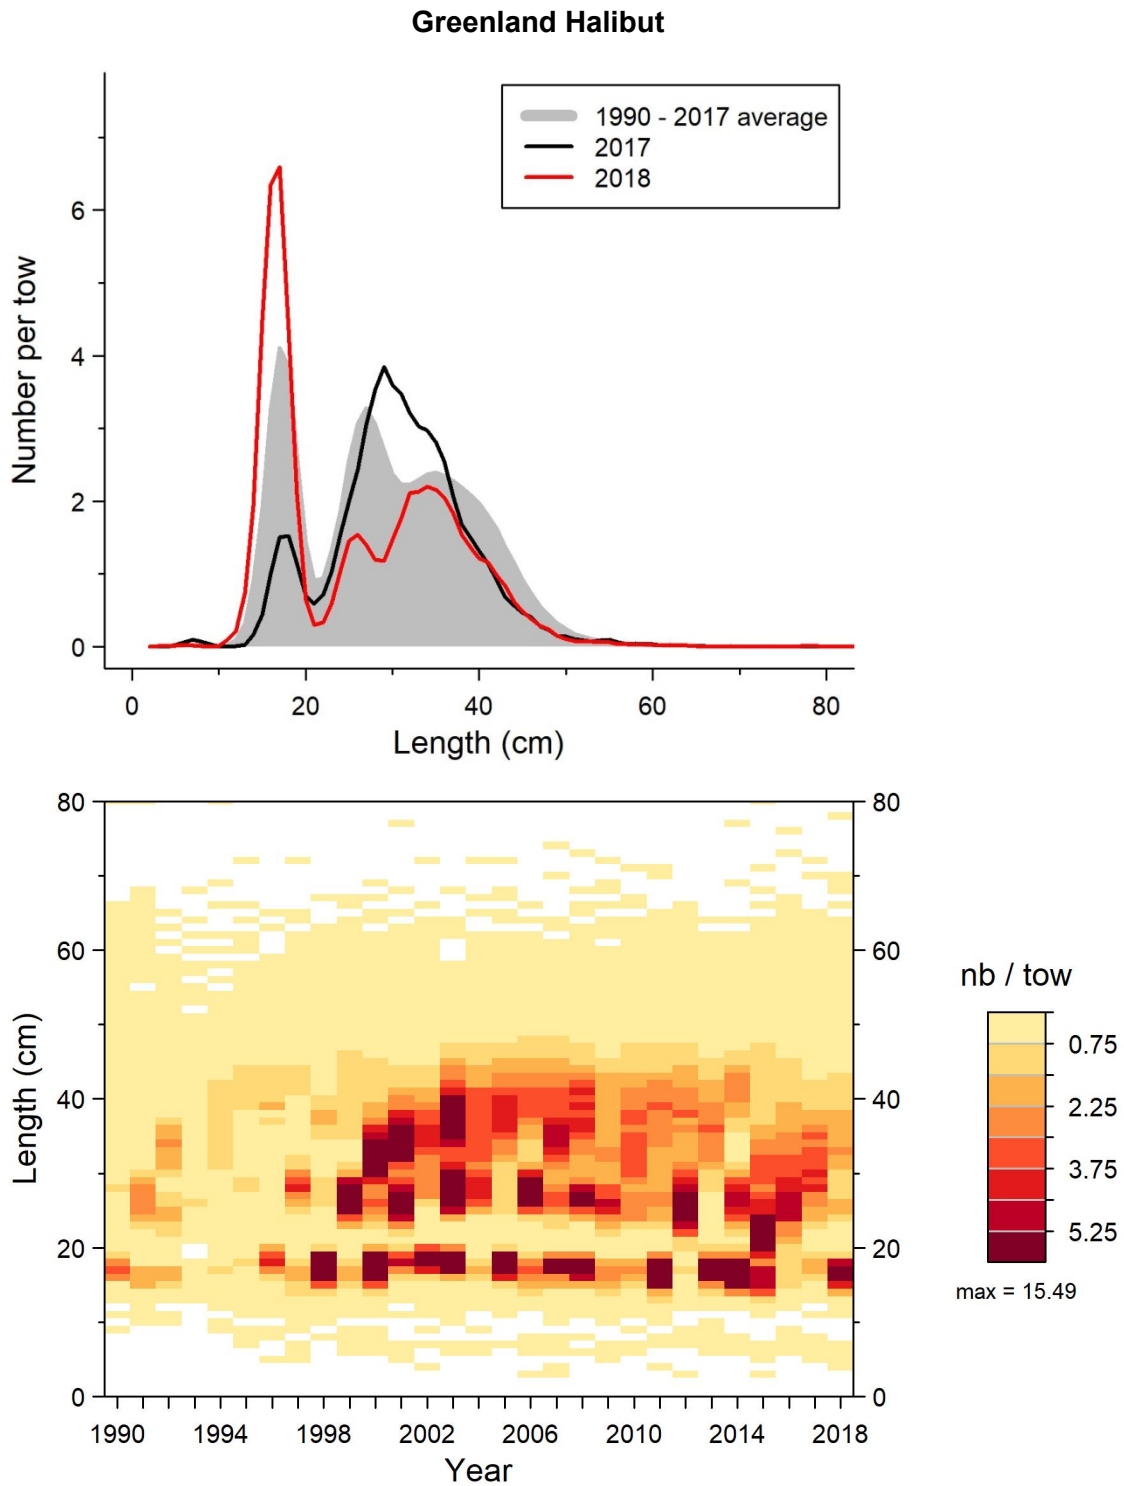 Greenland Halibut
1990 - 2017 average
2017
2018
Number per tow
6
4
2
0
0 20 40 60 80
Length (cm)
80 80
60 60
40 40
20 20
0 0
Length (cm)
1990 1994 1998 2002 2006 2010 2014 2018
Year
nb / tow
0.75
2.25
3.75
5.25
max = 15.49